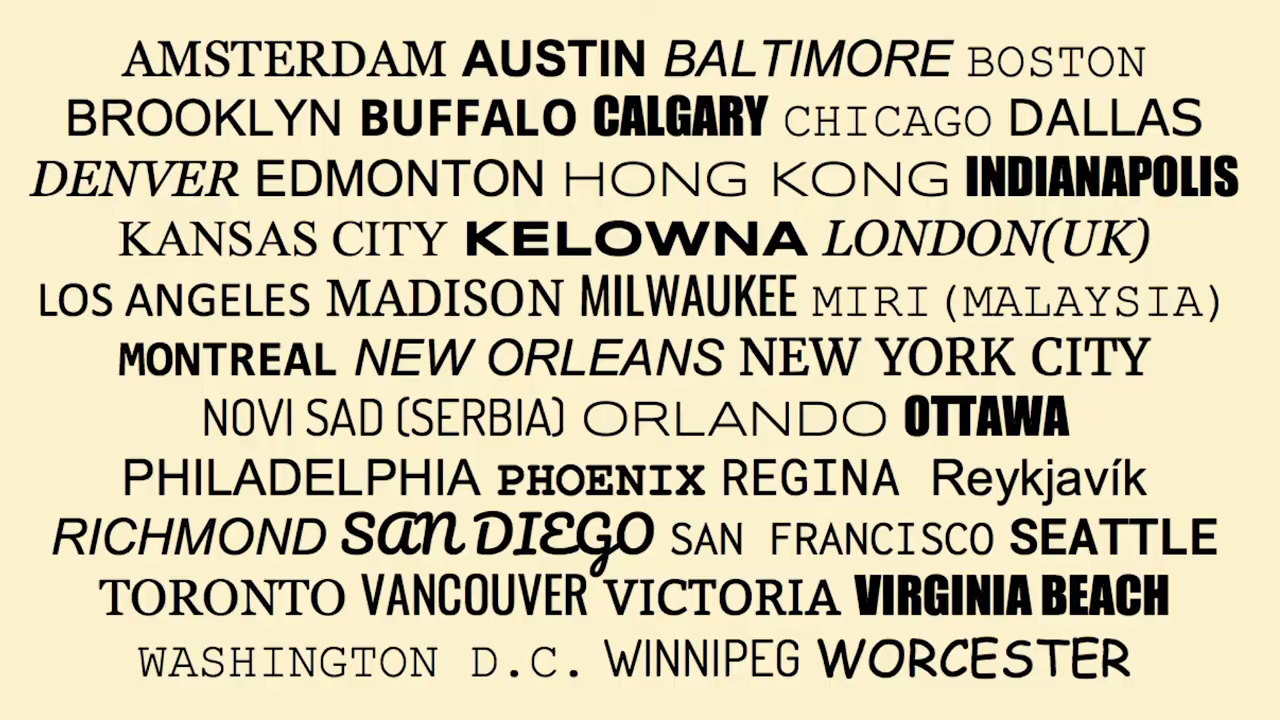 AMSTERDAM AUSTIN BALTIMORE BOSTON
BROOKLYN BUFFALO CALGARY CHICAGO DALLAS
DENVER EDMONTON HONG KONG INDIANAPOLIS
KANSAS CITY KELOWNA LONDON(UK)
LOS ANGELES MADISON MILWAUKEE MIRI(MALAYSIA)
MONTREAL NEW ORLEANS NEW YORK CITY
NOVI SAD (SERBIA) ORLANDO OTTAWA
PHILADELPHIA PHOENIX REGINA Reykjavík
RICHMOND SAN DIEGO SAN FRANCISCO SEATTLE
TORONTO VANCOUVER VICTORIA VIRGINIA BEACH
WASHINGTON D.C. WINNIPEG WORCESTER